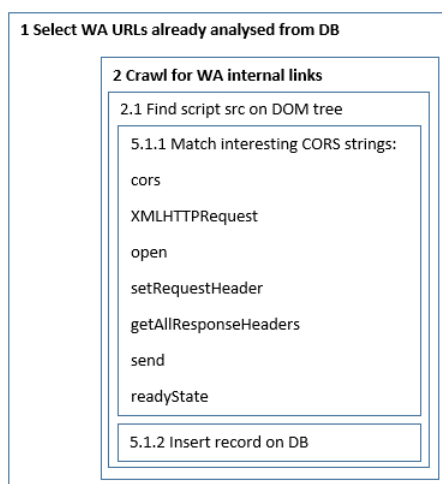 1 Select WA URLs already analysed from DB
2 Crawl for WA internal links
2.1 Find script src on DOM tree
5.1.1 Match interesting CORS strings:
cors
XMLHTTPRequest
open
setRequestHeader
getAllResponseHeaders
send
readyState
5.1.2 Insert record on DB